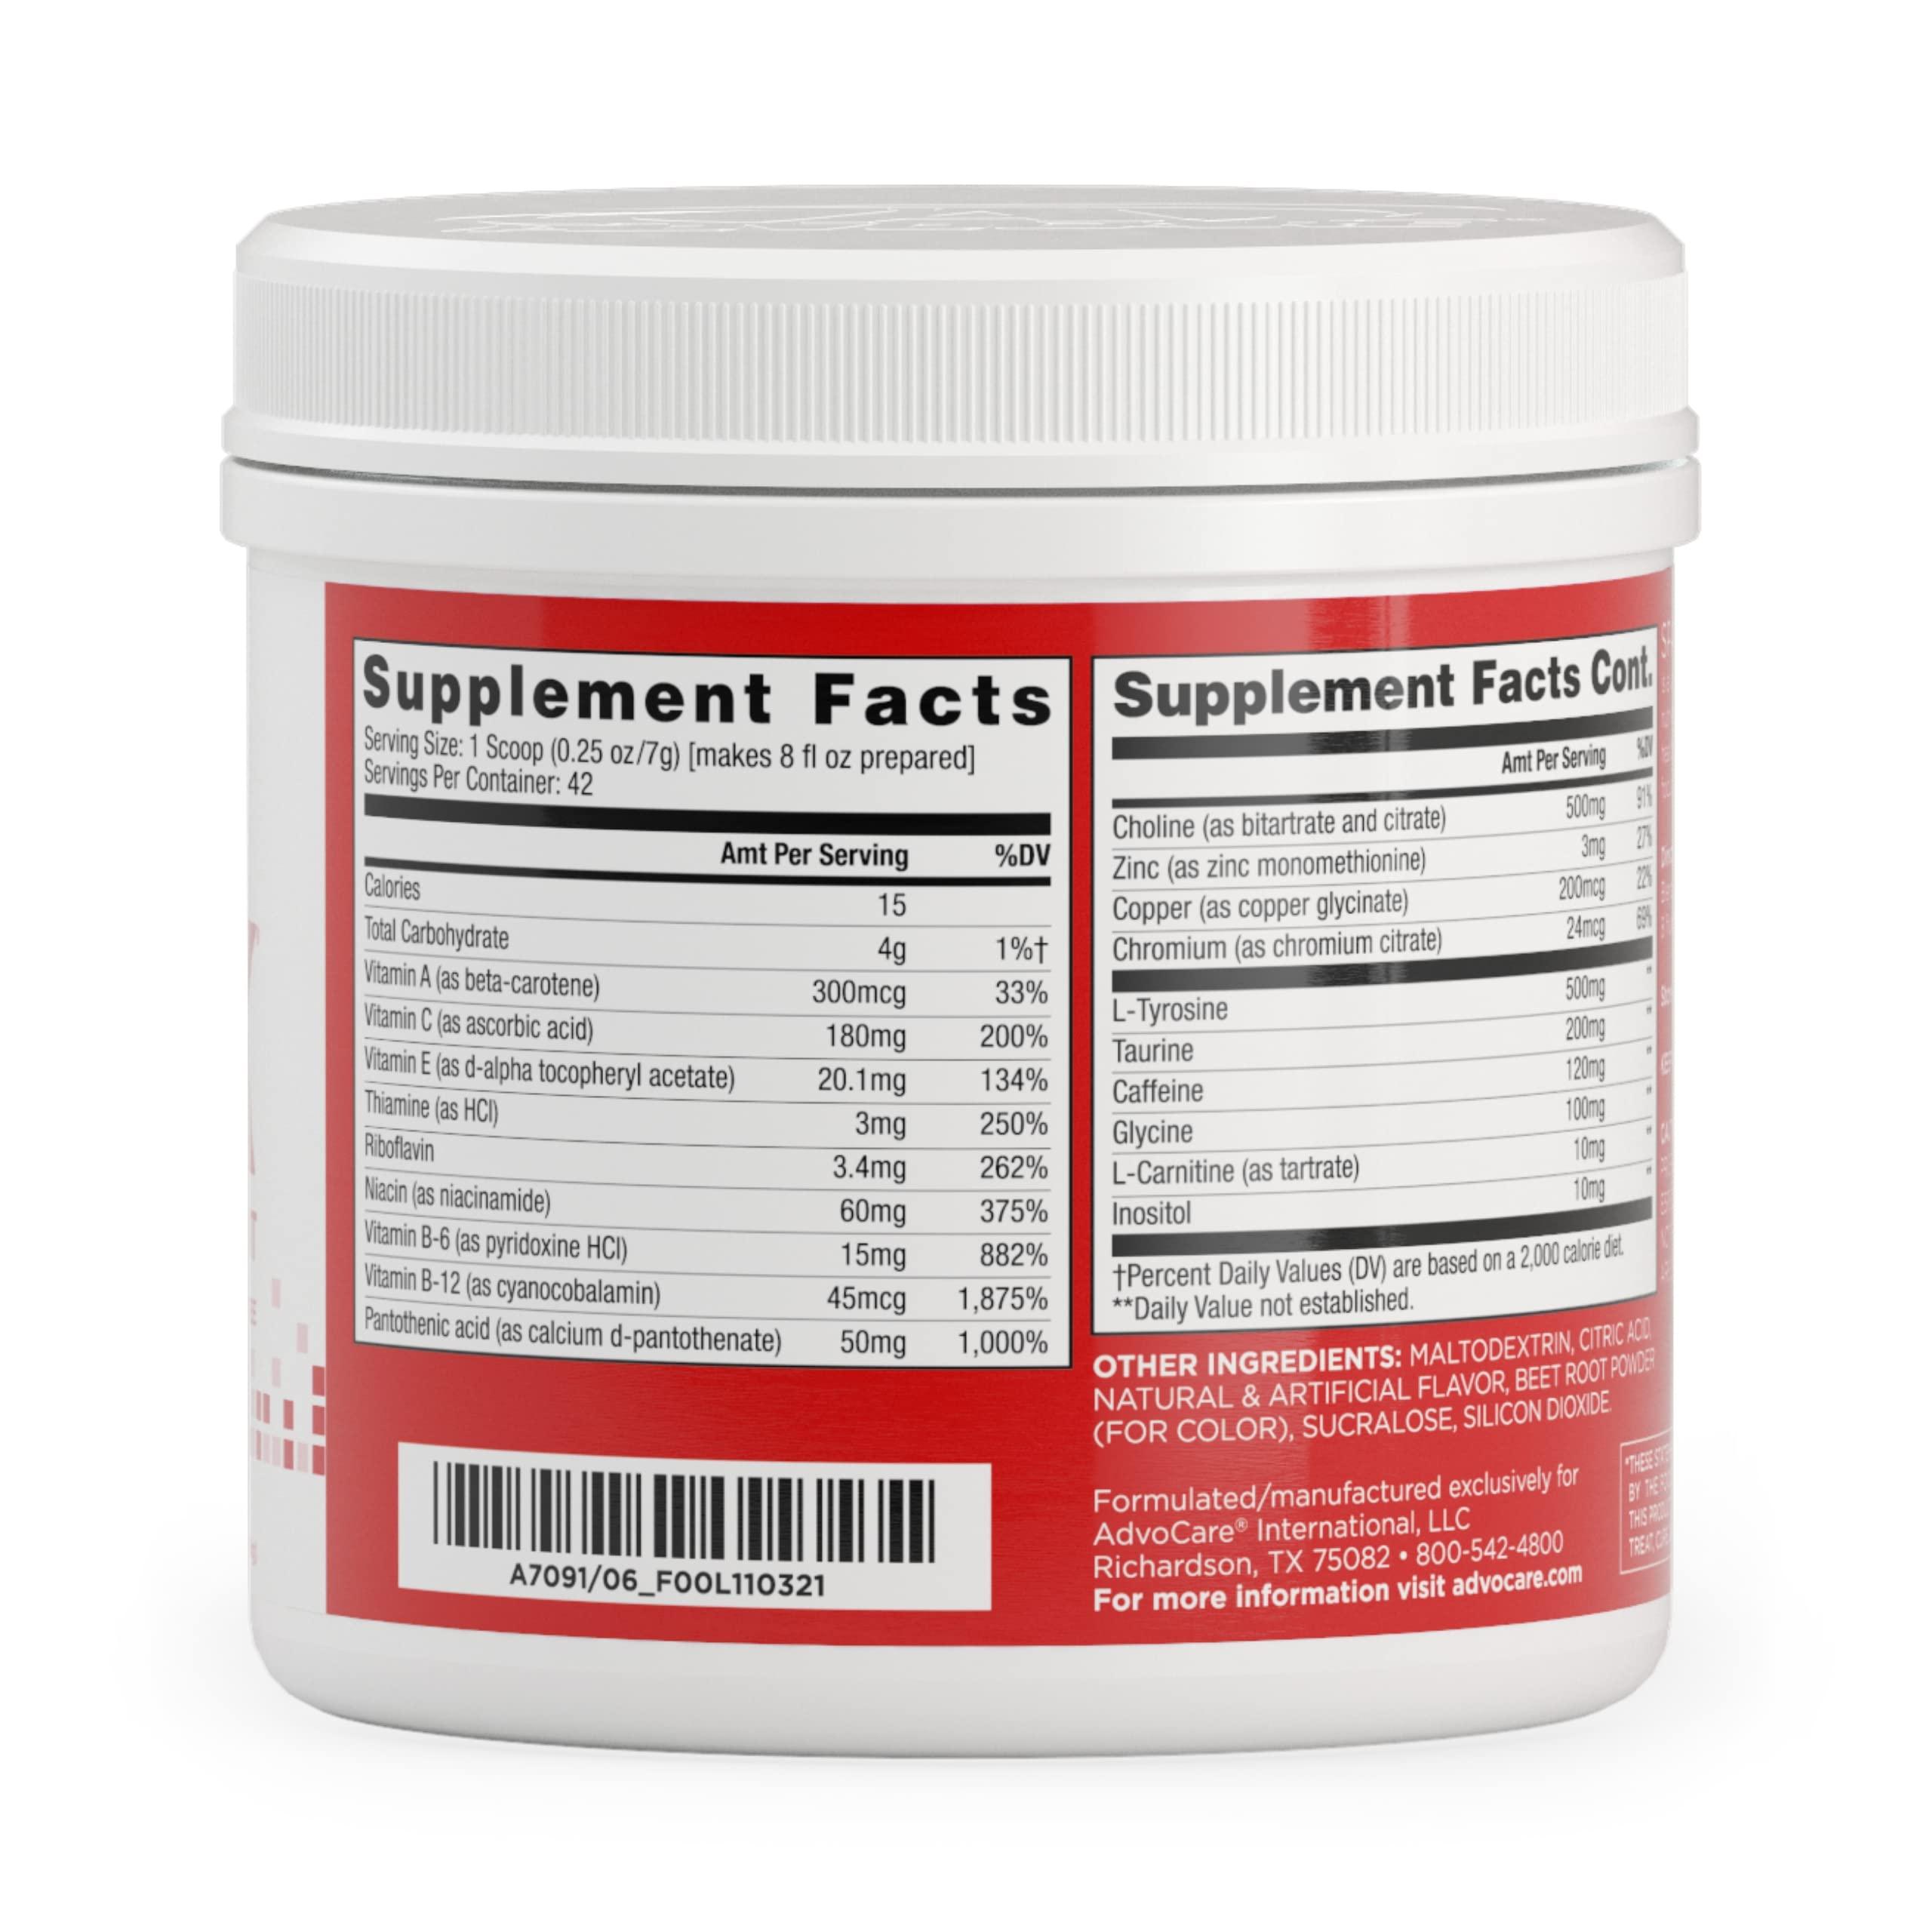 Supplement Facts
Serving Size: 1 Scoop (0.25 oz/7g) [makes 8 fl oz prepared]
Servings Per Container: 42
Amt Per Serving %DV
Calories 15
Total Carbohydrate 4g 1%†
Vitamin A (as beta-carotene) 300mcg 33%
Vitamin C (as ascorbic acid) 180mg 200%
Vitamin E (as d-alpha tocopheryl acetate) 20.1mg 134%
Thiamine (as HCl) 3mg 250%
Riboflavin 3.4mg 262%
Niacin (as niacinamide) 60mg 375%
Vitamin B-6 (as pyridoxine HCl) 15mg 882%
Vitamin B-12 (as cyanocobalamin) 45mcg 1,875%
Pantothenic acid (as calcium d-pantothenate) 50mg 1,000%
A7091/06_F00L110321
Supplement Facts Cont.
Amt Per Serving %DV
Choline (as bitartrate and citrate) 500mg 91%
Zinc (as zinc monomethionine) 3mg 27%
Copper (as copper glycinate) 200mcg 22%
Chromium (as chromium citrate) 24mcg 69%
L-Tyrosine 500mg **
Taurine 200mg **
Caffeine 120mg **
Glycine 100mg **
L-Carnitine (as tartrate) 10mg **
Inositol 10mg **
†Percent Daily Values (DV) are based on a 2,000 calorie diet.
**Daily Value not established.
OTHER INGREDIENTS: MALTODEXTRIN, CITRIC ACID,
NATURAL & ARTIFICIAL FLAVOR, BEET ROOT POWDER
(FOR COLOR), SUCRALOSE, SILICON DIOXIDE.
Formulated/manufactured exclusively for
AdvoCare® International, LLC
Richardson, TX 75082 • 800-542-4800
For more information visit advocare.com
*THESE
BY THE
THIS
TREAT,